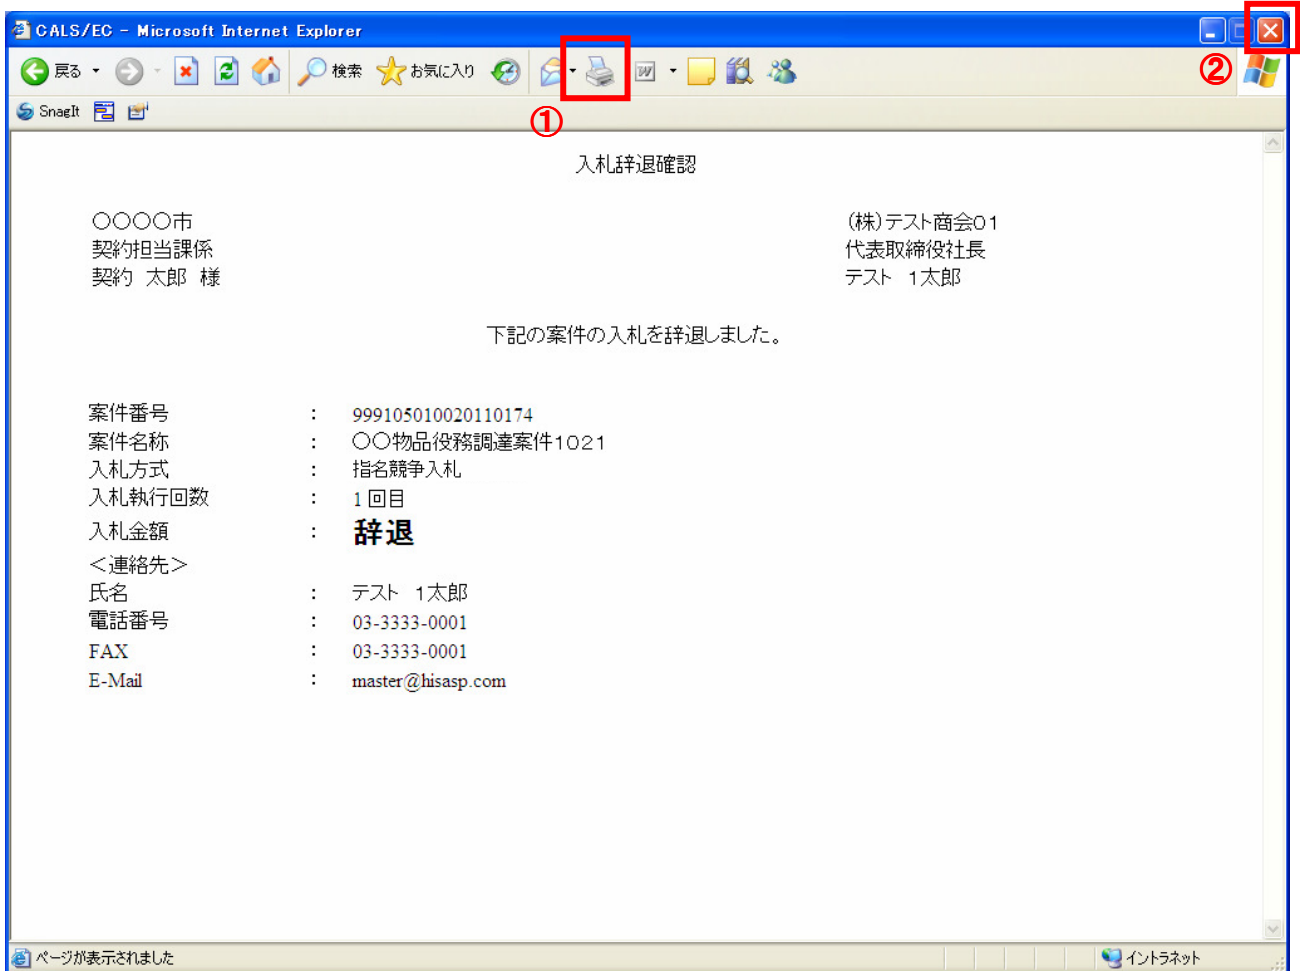 CALS/EC - Microsoft Internet Explorer
戻る 検索 お気に入り
②
SnagIt
①
入札辞退確認
○○○○市 (株)テスト商会01
契約担当課係 代表取締役社長
契約 太郎 様 テスト 1太郎
下記の案件の入札を辞退しました。
案件番号 : 999105010020110174
案件名称 : ○○物品役務調達案件1021
入札方式 : 指名競争入札
入札執行回数 : 1回目
入札金額 : 辞退
＜連絡先＞
氏名 : テスト 1太郎
電話番号 : 03-3333-0001
FAX : 03-3333-0001
E-Mail : master@hisasp.com
ページが表示されました イントラネット